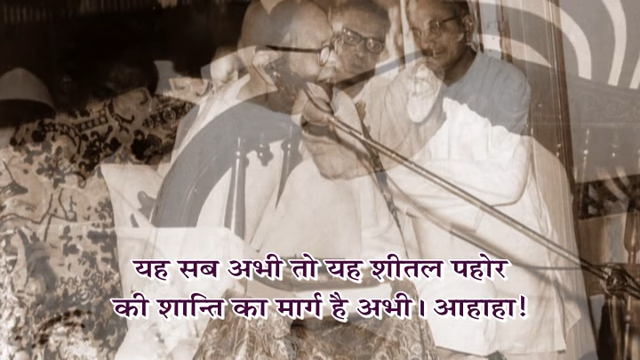 यह सब अभी तो यह शीतल पहोर
की शान्ति का मार्ग है अभी। आहाहा!